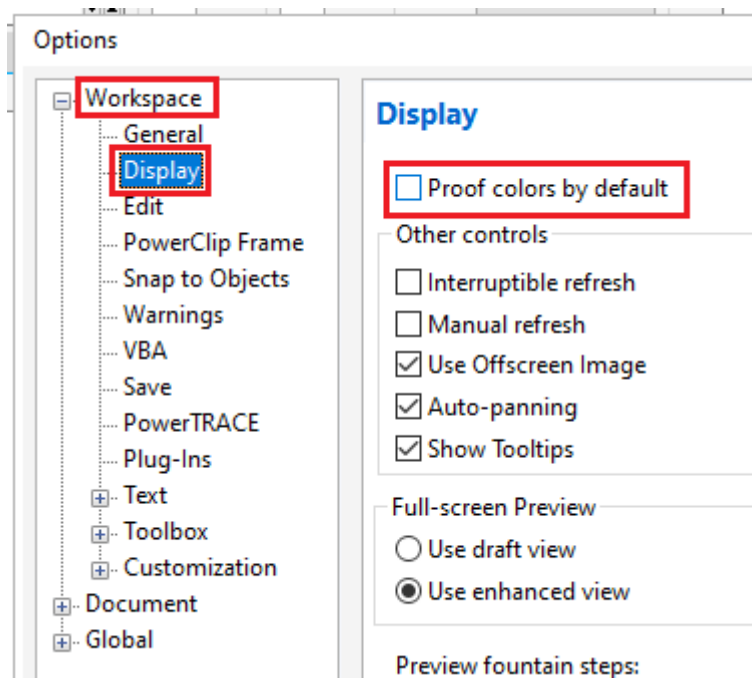 Options
Workspace
General
Display
Edit
PowerClip Frame
Snap to Objects
Warnings
VBA
Save
PowerTRACE
Plug-Ins
Text
Toolbox
Customization
Document
Global
Display
Proof colors by default
Other controls
Interruptible refresh
Manual refresh
Use Offscreen Image
Auto-panning
Show Tooltips
Full-screen Preview
Use draft view
Use enhanced view
Preview fountain steps: